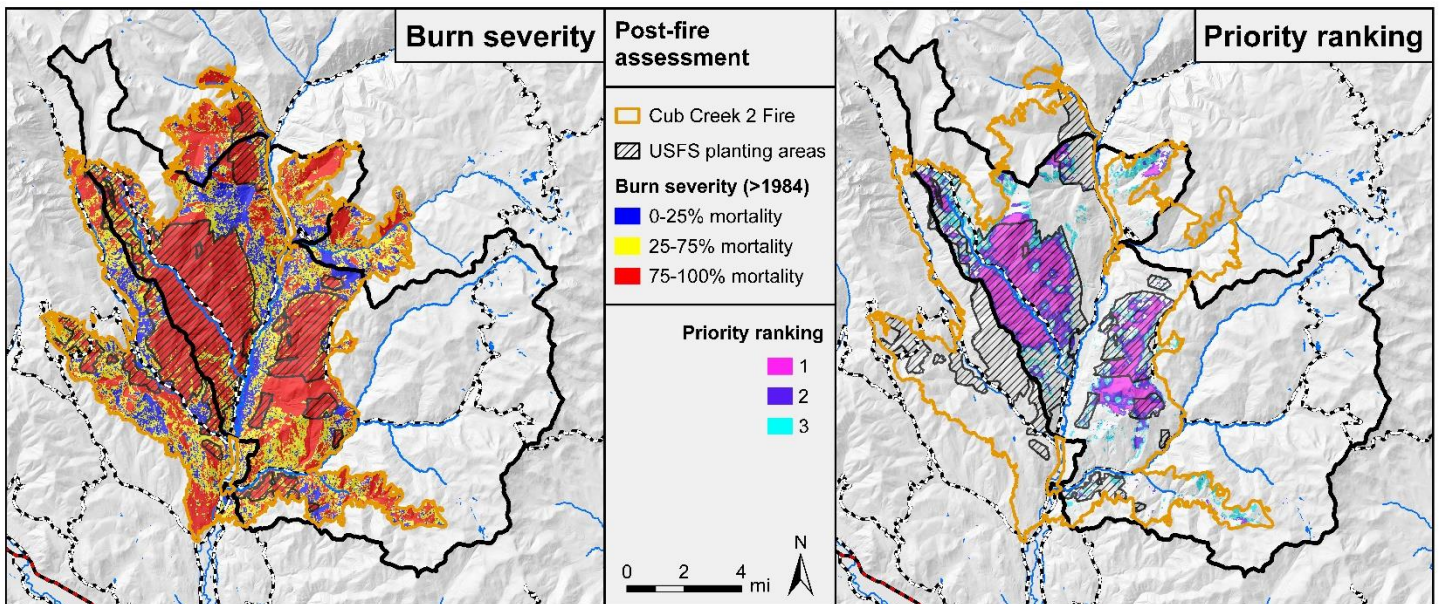 Burn severity
Post-fire
assessment
Cub Creek 2 Fire
USFS planting areas
Burn severity (>1984)
0-25% mortality
25-75% mortality
75-100% mortality
Priority ranking
1
2
3
N
0 2 4
mi
Priority ranking